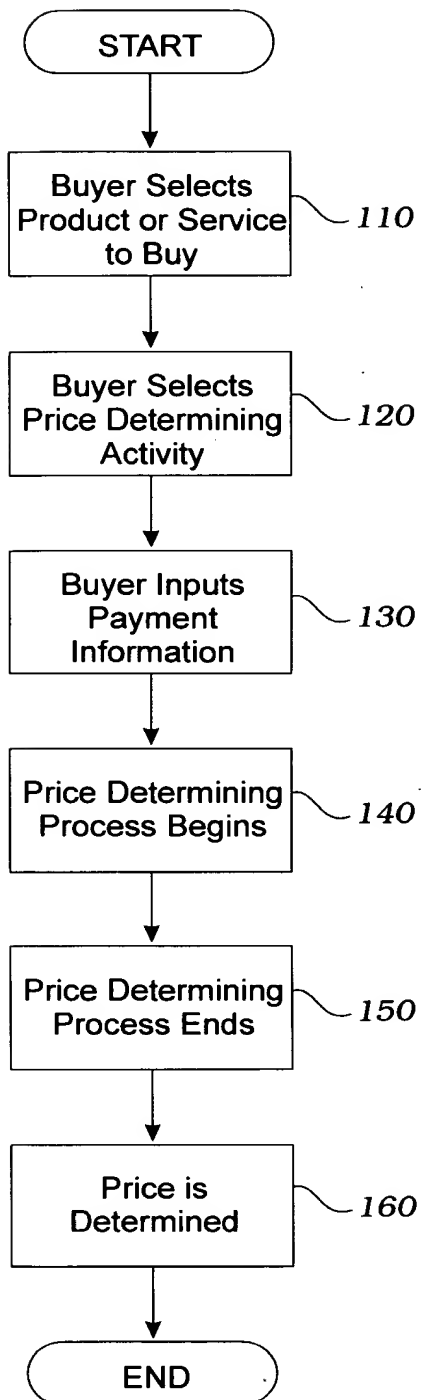 START
Buyer Selects
Product or Service
to Buy
110
Buyer Selects
Price Determining
Activity
120
Buyer Inputs
Payment
Information
130
Price Determining
Process Begins
140
Price Determining
Process Ends
150
Price is
Determined
160
END